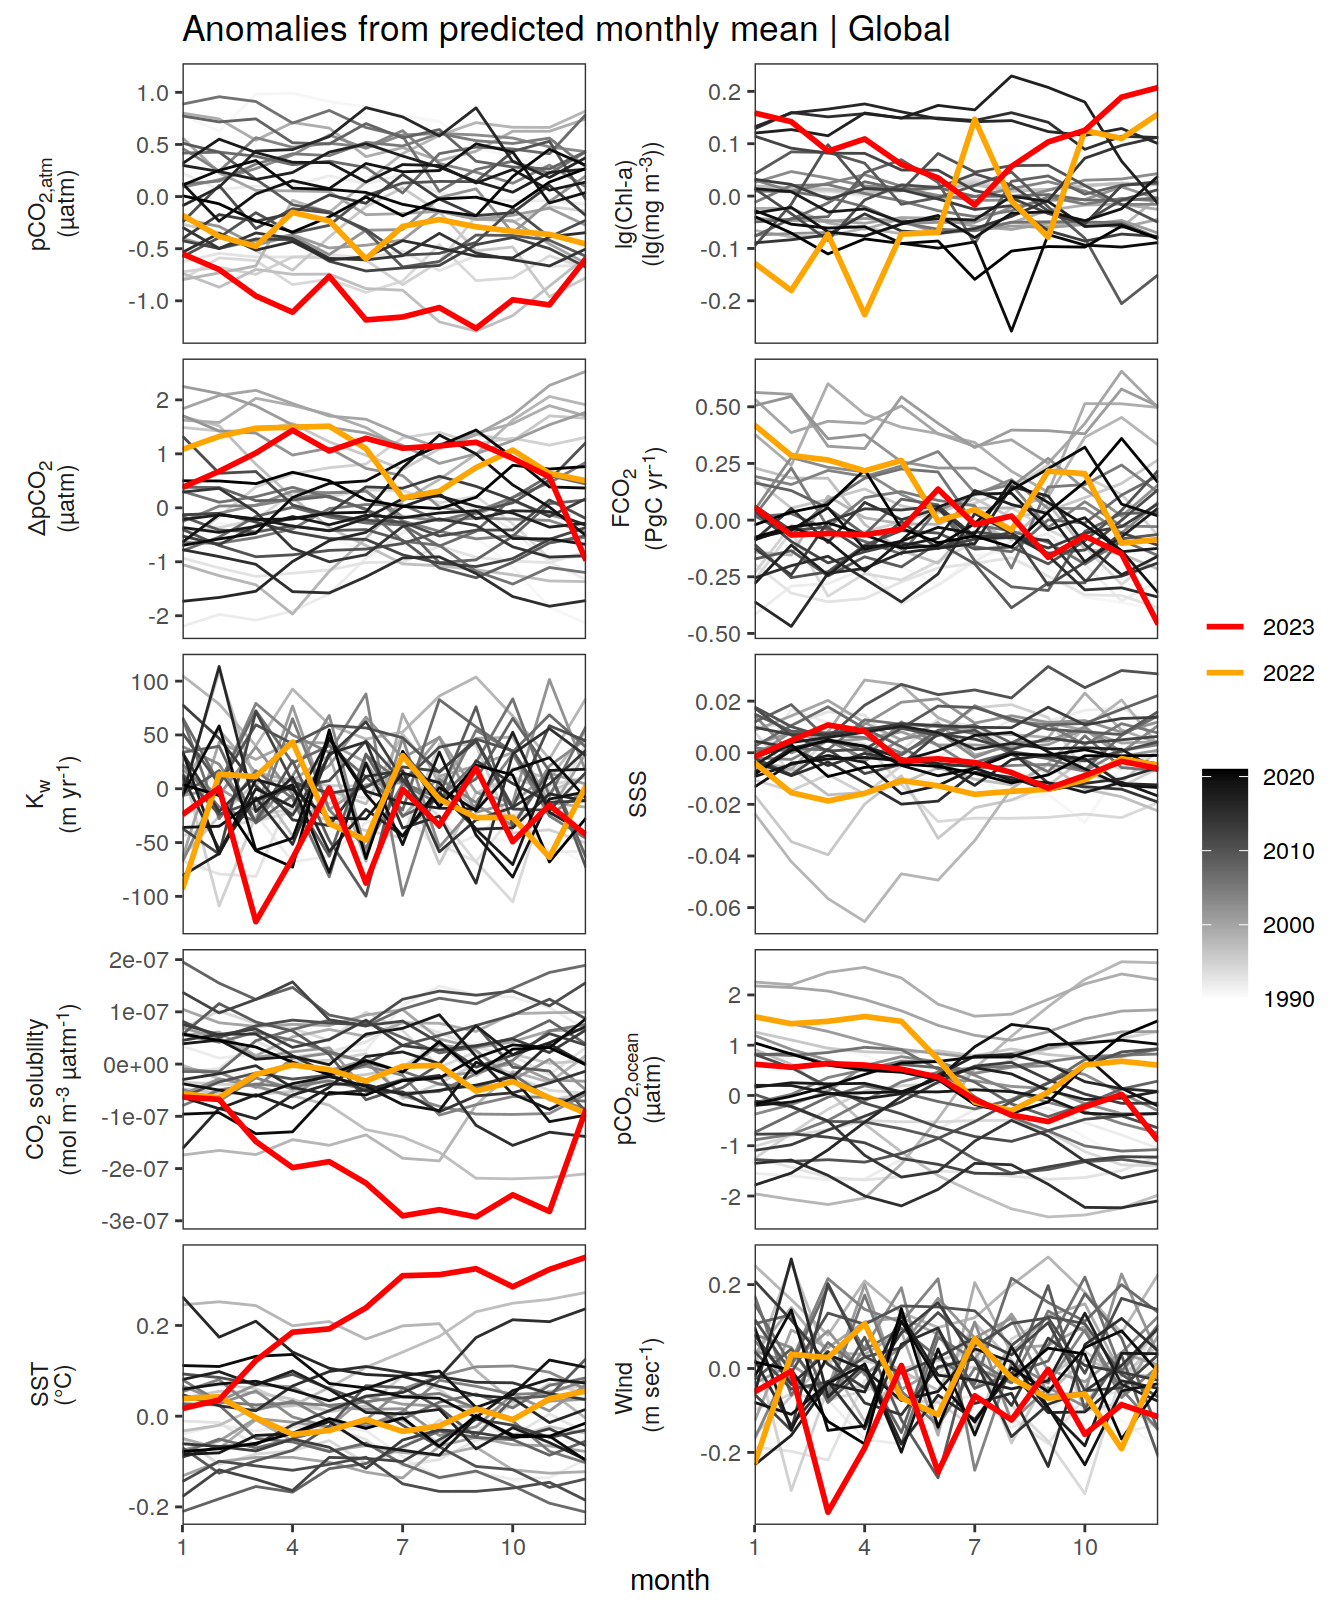 Anomalies from predicted monthly mean | Global
pCO2,atm
(µatm)
1.0
0.5
0.0
-0.5
-1.0
lg(Chl-a)
(lg(mg m-3))
0.2
0.1
0.0
-0.1
-0.2
ΔpCO2
(µatm)
2
1
0
-1
-2
FCO2
(PgC yr-1)
0.50
0.25
0.00
-0.25
-0.50
Kw
(m yr-1)
100
50
0
-50
-100
SSS
0.02
0.00
-0.02
-0.04
-0.06
CO2 solubility
(mol m-3 µatm-1)
2e-07
1e-07
0e+00
-1e-07
-2e-07
-3e-07
pCO2,ocean
(µatm)
2
1
0
-1
-2
SST
(°C)
0.2
0.0
-0.2
1
4
7
10
Wind
(m sec-1)
0.2
0.0
-0.2
1
4
7
10
month
2023
2022
2020
2010
2000
1990